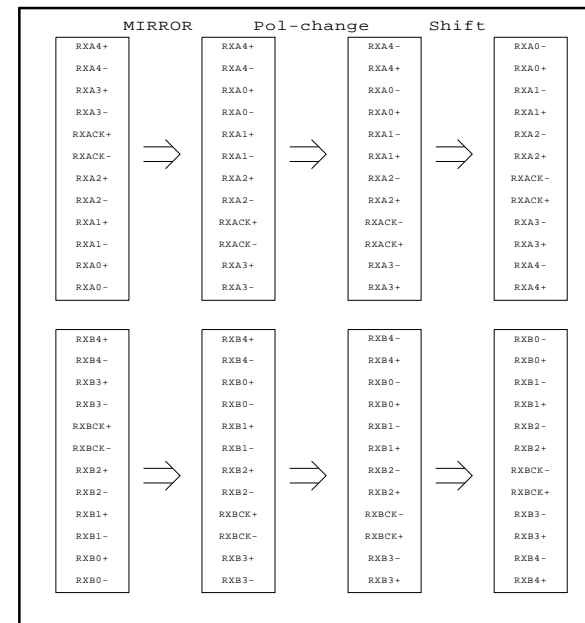 MIRROR
Pol-change
Shift
RXA4+
RXA4-
RXA3+
RXA3-
RXACK+
RXACK-
RXA2+
RXA2-
RXA1+
RXA1-
RXA0+
RXA0-
RXA4+
RXA4-
RXA0+
RXA0-
RXA1+
RXA1-
RXA2+
RXA2-
RXACK+
RXACK-
RXA3+
RXA3-
RXA4-
RXA4+
RXA0-
RXA0+
RXA1-
RXA1+
RXA2-
RXA2+
RXACK-
RXACK+
RXA3-
RXA3+
RXA0-
RXA0+
RXA1-
RXA1+
RXA2-
RXA2+
RXACK-
RXACK+
RXA3-
RXA3+
RXA4-
RXA4+
RXB4+
RXB4-
RXB3+
RXB3-
RXBCK+
RXBCK-
RXB2+
RXB2-
RXB1+
RXB1-
RXB0+
RXB0-
RXB4+
RXB4-
RXB0+
RXB0-
RXB1+
RXB1-
RXB2+
RXB2-
RXBCK+
RXBCK-
RXB3+
RXB3-
RXB4-
RXB4+
RXB0-
RXB0+
RXB1-
RXB1+
RXB2-
RXB2+
RXBCK-
RXBCK+
RXB3-
RXB3+
RXB0-
RXB0+
RXB1-
RXB1+
RXB2-
RXB2+
RXBCK-
RXBCK+
RXB3-
RXB3+
RXB4-
RXB4+